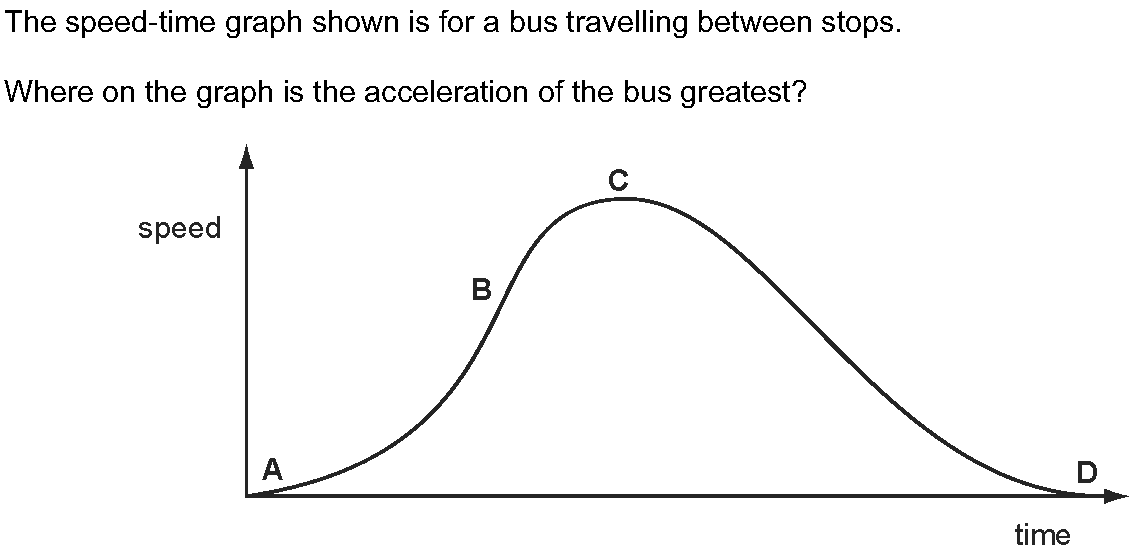 The speed-time graph shown is for a bus travelling between stops.
Where on the graph is the acceleration of the bus greatest?
C
speed
B
A
D
time